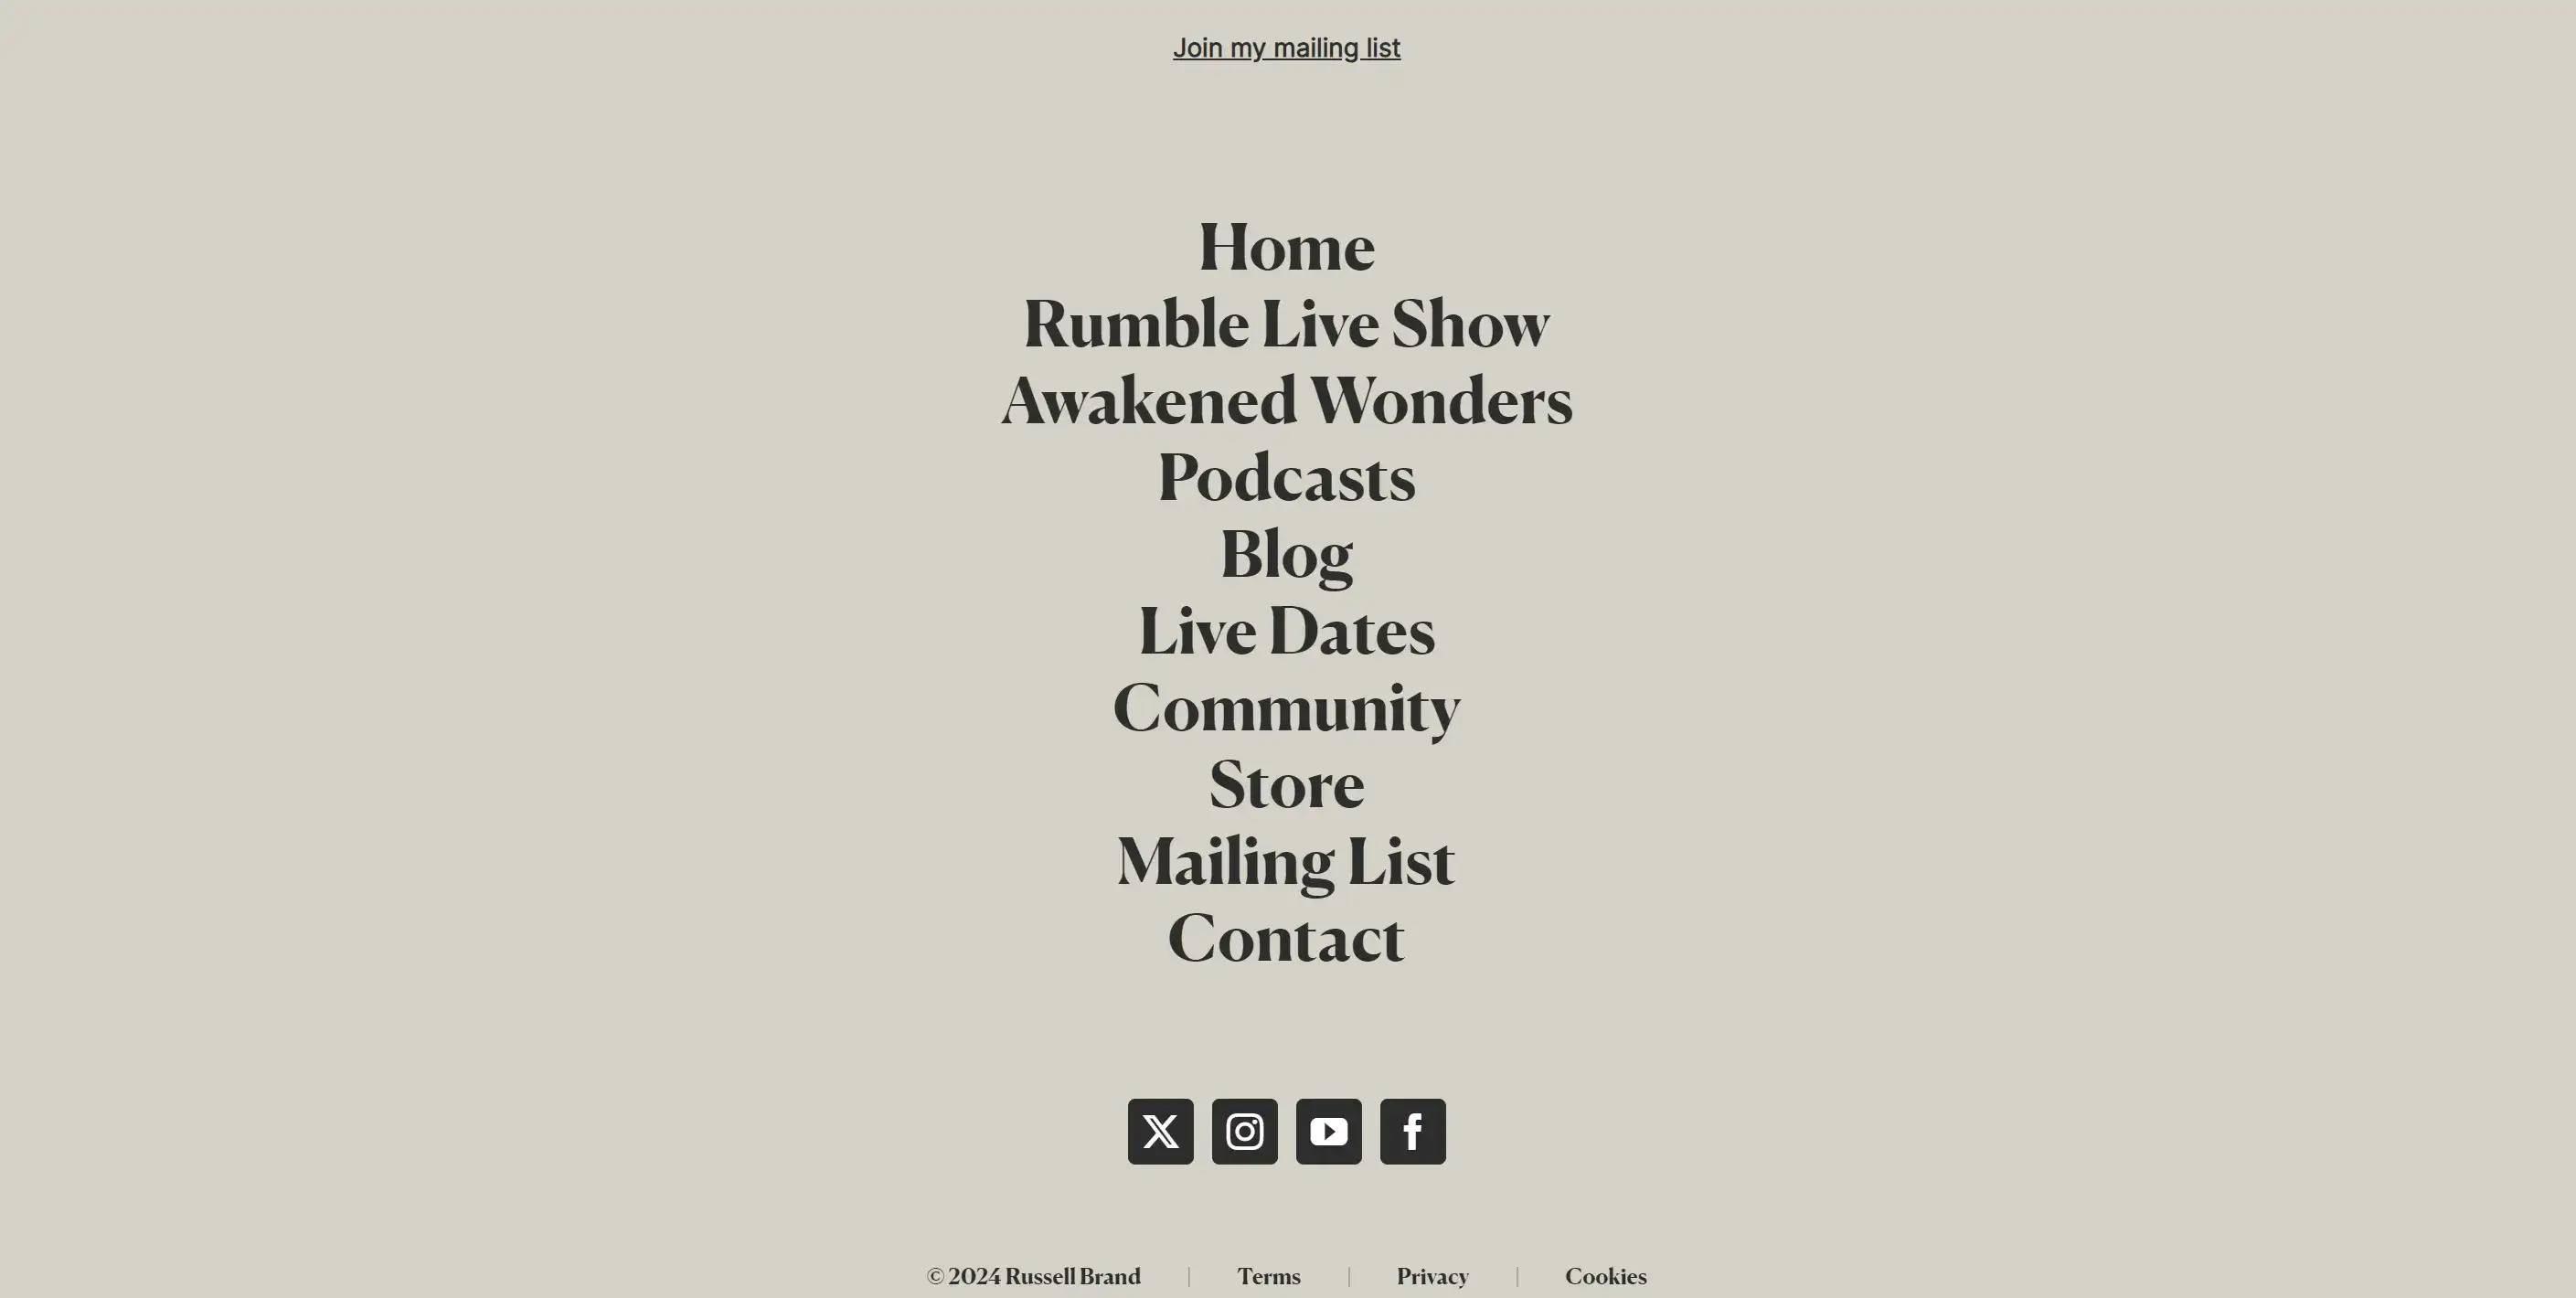 Join my mailing list
Home
Rumble Live Show
Awakened Wonders
Podcasts
Blog
Live Dates
Community
Store
Mailing List
Contact
© 2024 Russell Brand | Terms | Privacy | Cookies